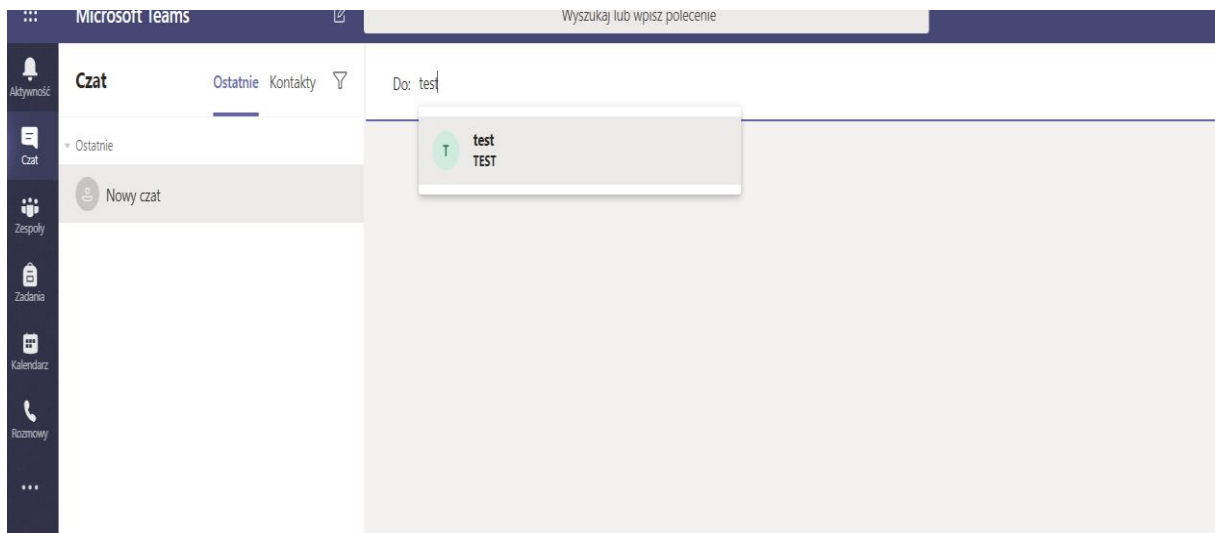 Microsoft Teams
Wyszukaj lub wpisz polecenie
Aktywność
Czat
Zespoły
Zadania
Kalendarz
Rozmowy
Czat
Ostatnie Kontakty
Ostatnie
Nowy czat
Do: test
T
test
TEST